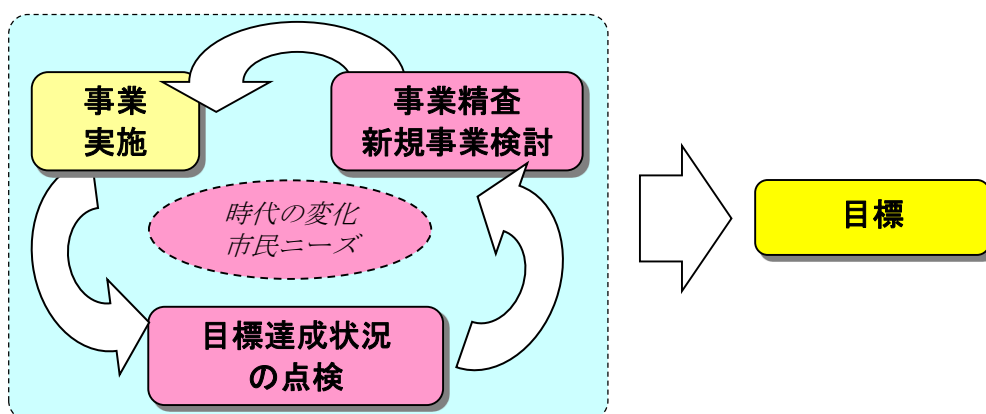 事業
実施
事業精査
新規事業検討
時代の変化
市民ニーズ
目標達成状況
の点検
目標